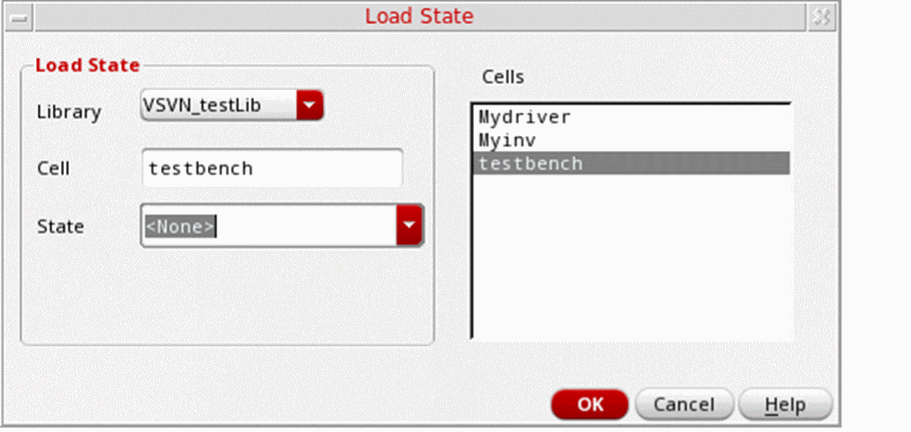 Load State
Load State
Library
VSVN_testLib
Cell
testbench
State
<None>
Cells
Mydriver
Myinv
testbench
OK
Cancel
Help